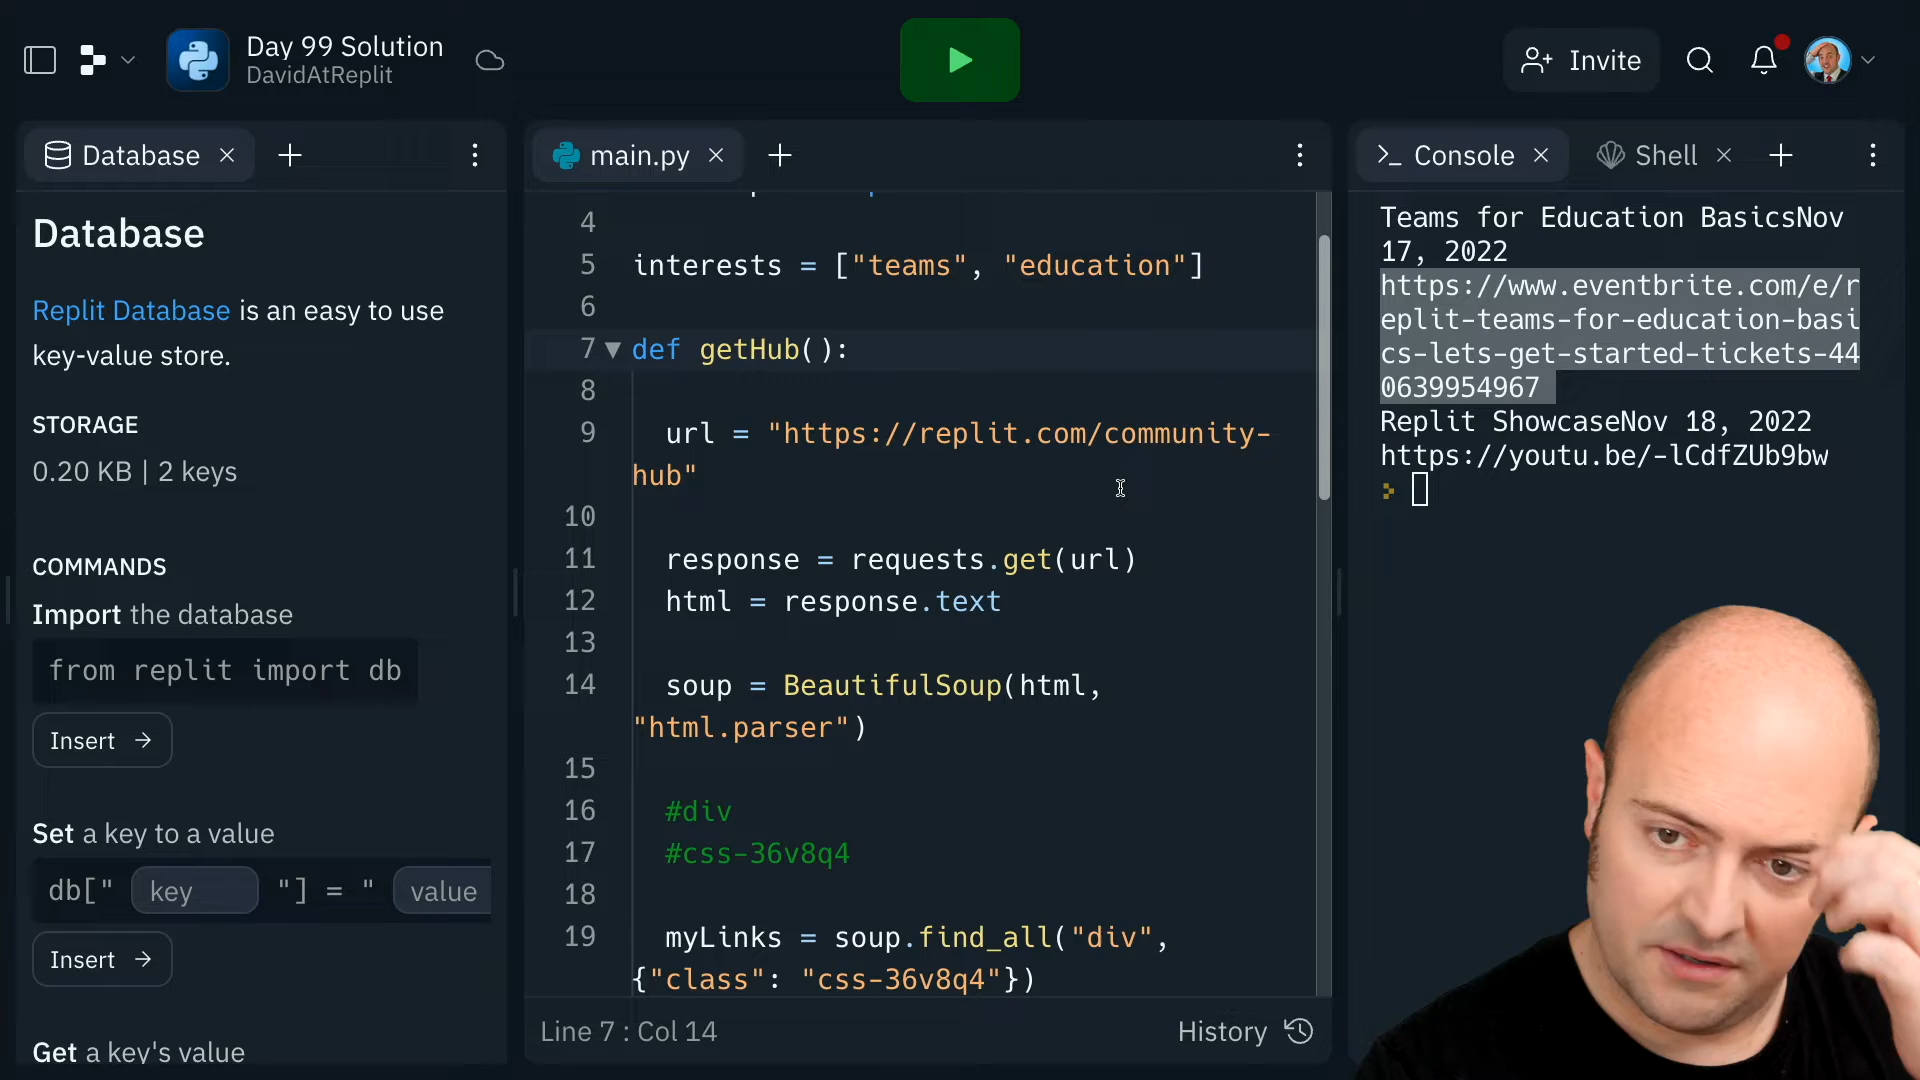 Day 99 Solution
DavidAtReplit
Invite
Database
Database
Replit Database is an easy to use
key-value store.
STORAGE
0.20 KB | 2 keys
COMMANDS
Import the database
from replit import db
Insert →
Set a key to a value
db[" key "] = " value
Insert →
Get a key's value
main.py
4
5 interests = ["teams", "education"]
6
7 def getHub():
8
9 url = "https://replit.com/community-
hub"
10
11 response = requests.get(url)
12 html = response.text
13
14 soup = BeautifulSoup(html,
"html.parser")
15
16 #div
17 #css-36v8q4
18
19 myLinks = soup.find_all("div",
{"class": "css-36v8q4"})
Line 7 : Col 14
History
Console
Shell
Teams for Education BasicsNov
17, 2022
https://www.eventbrite.com/e/r
eplit-teams-for-education-basi
cs-lets-get-started-tickets-44
0639954967
Replit ShowcaseNov 18, 2022
https://youtu.be/-lCdfZUb9bw